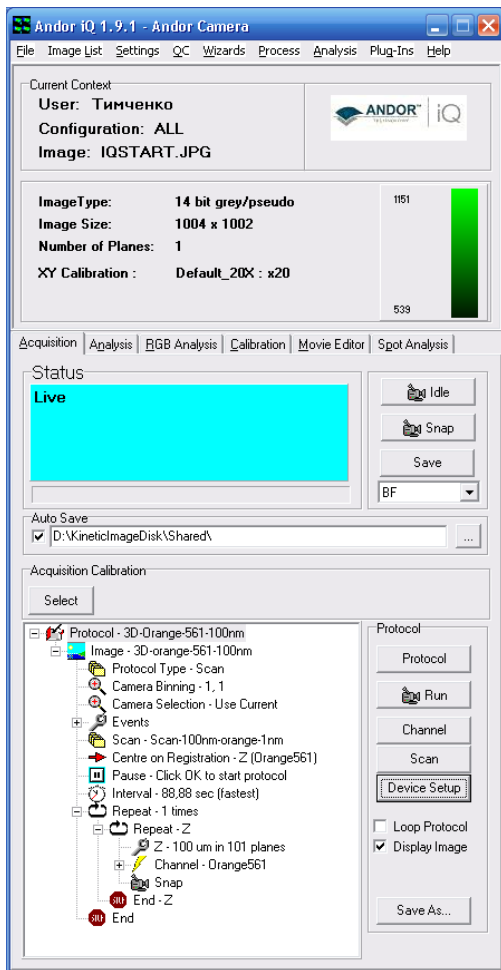 Andor iQ 1.9.1 - Andor Camera
File Image List Settings QC Wizards Process Analysis Plug-Ins Help
Current Context
User: Тимченко
Configuration: ALL
Image: IQSTART.JPG
ANDOR™ iQ
ImageType: 14 bit grey/pseudo
Image Size: 1004 x 1002
Number of Planes: 1
XY Calibration : Default_20X : x20
1151
539
Acquisition Analysis RGB Analysis Calibration Movie Editor Spot Analysis
Status
Live
Idle
Snap
Save
BF
Auto Save
D:\KineticImageDisk\Shared\
...
Acquisition Calibration
Select
Protocol - 3D-Orange-561-100nm
Image - 3D-orange-561-100nm
Protocol Type - Scan
Camera Binning - 1, 1
Camera Selection - Use Current
Events
Scan - Scan-100nm-orange-1nm
Centre on Registration - Z (Orange561)
Pause - Click OK to start protocol
Interval - 88,88 sec (fastest)
Repeat - 1 times
Repeat - Z
Z - 100 um in 101 planes
Channel - Orange561
Snap
End - Z
End
Protocol
Protocol
Run
Channel
Scan
Device Setup
Loop Protocol
Display Image
Save As...